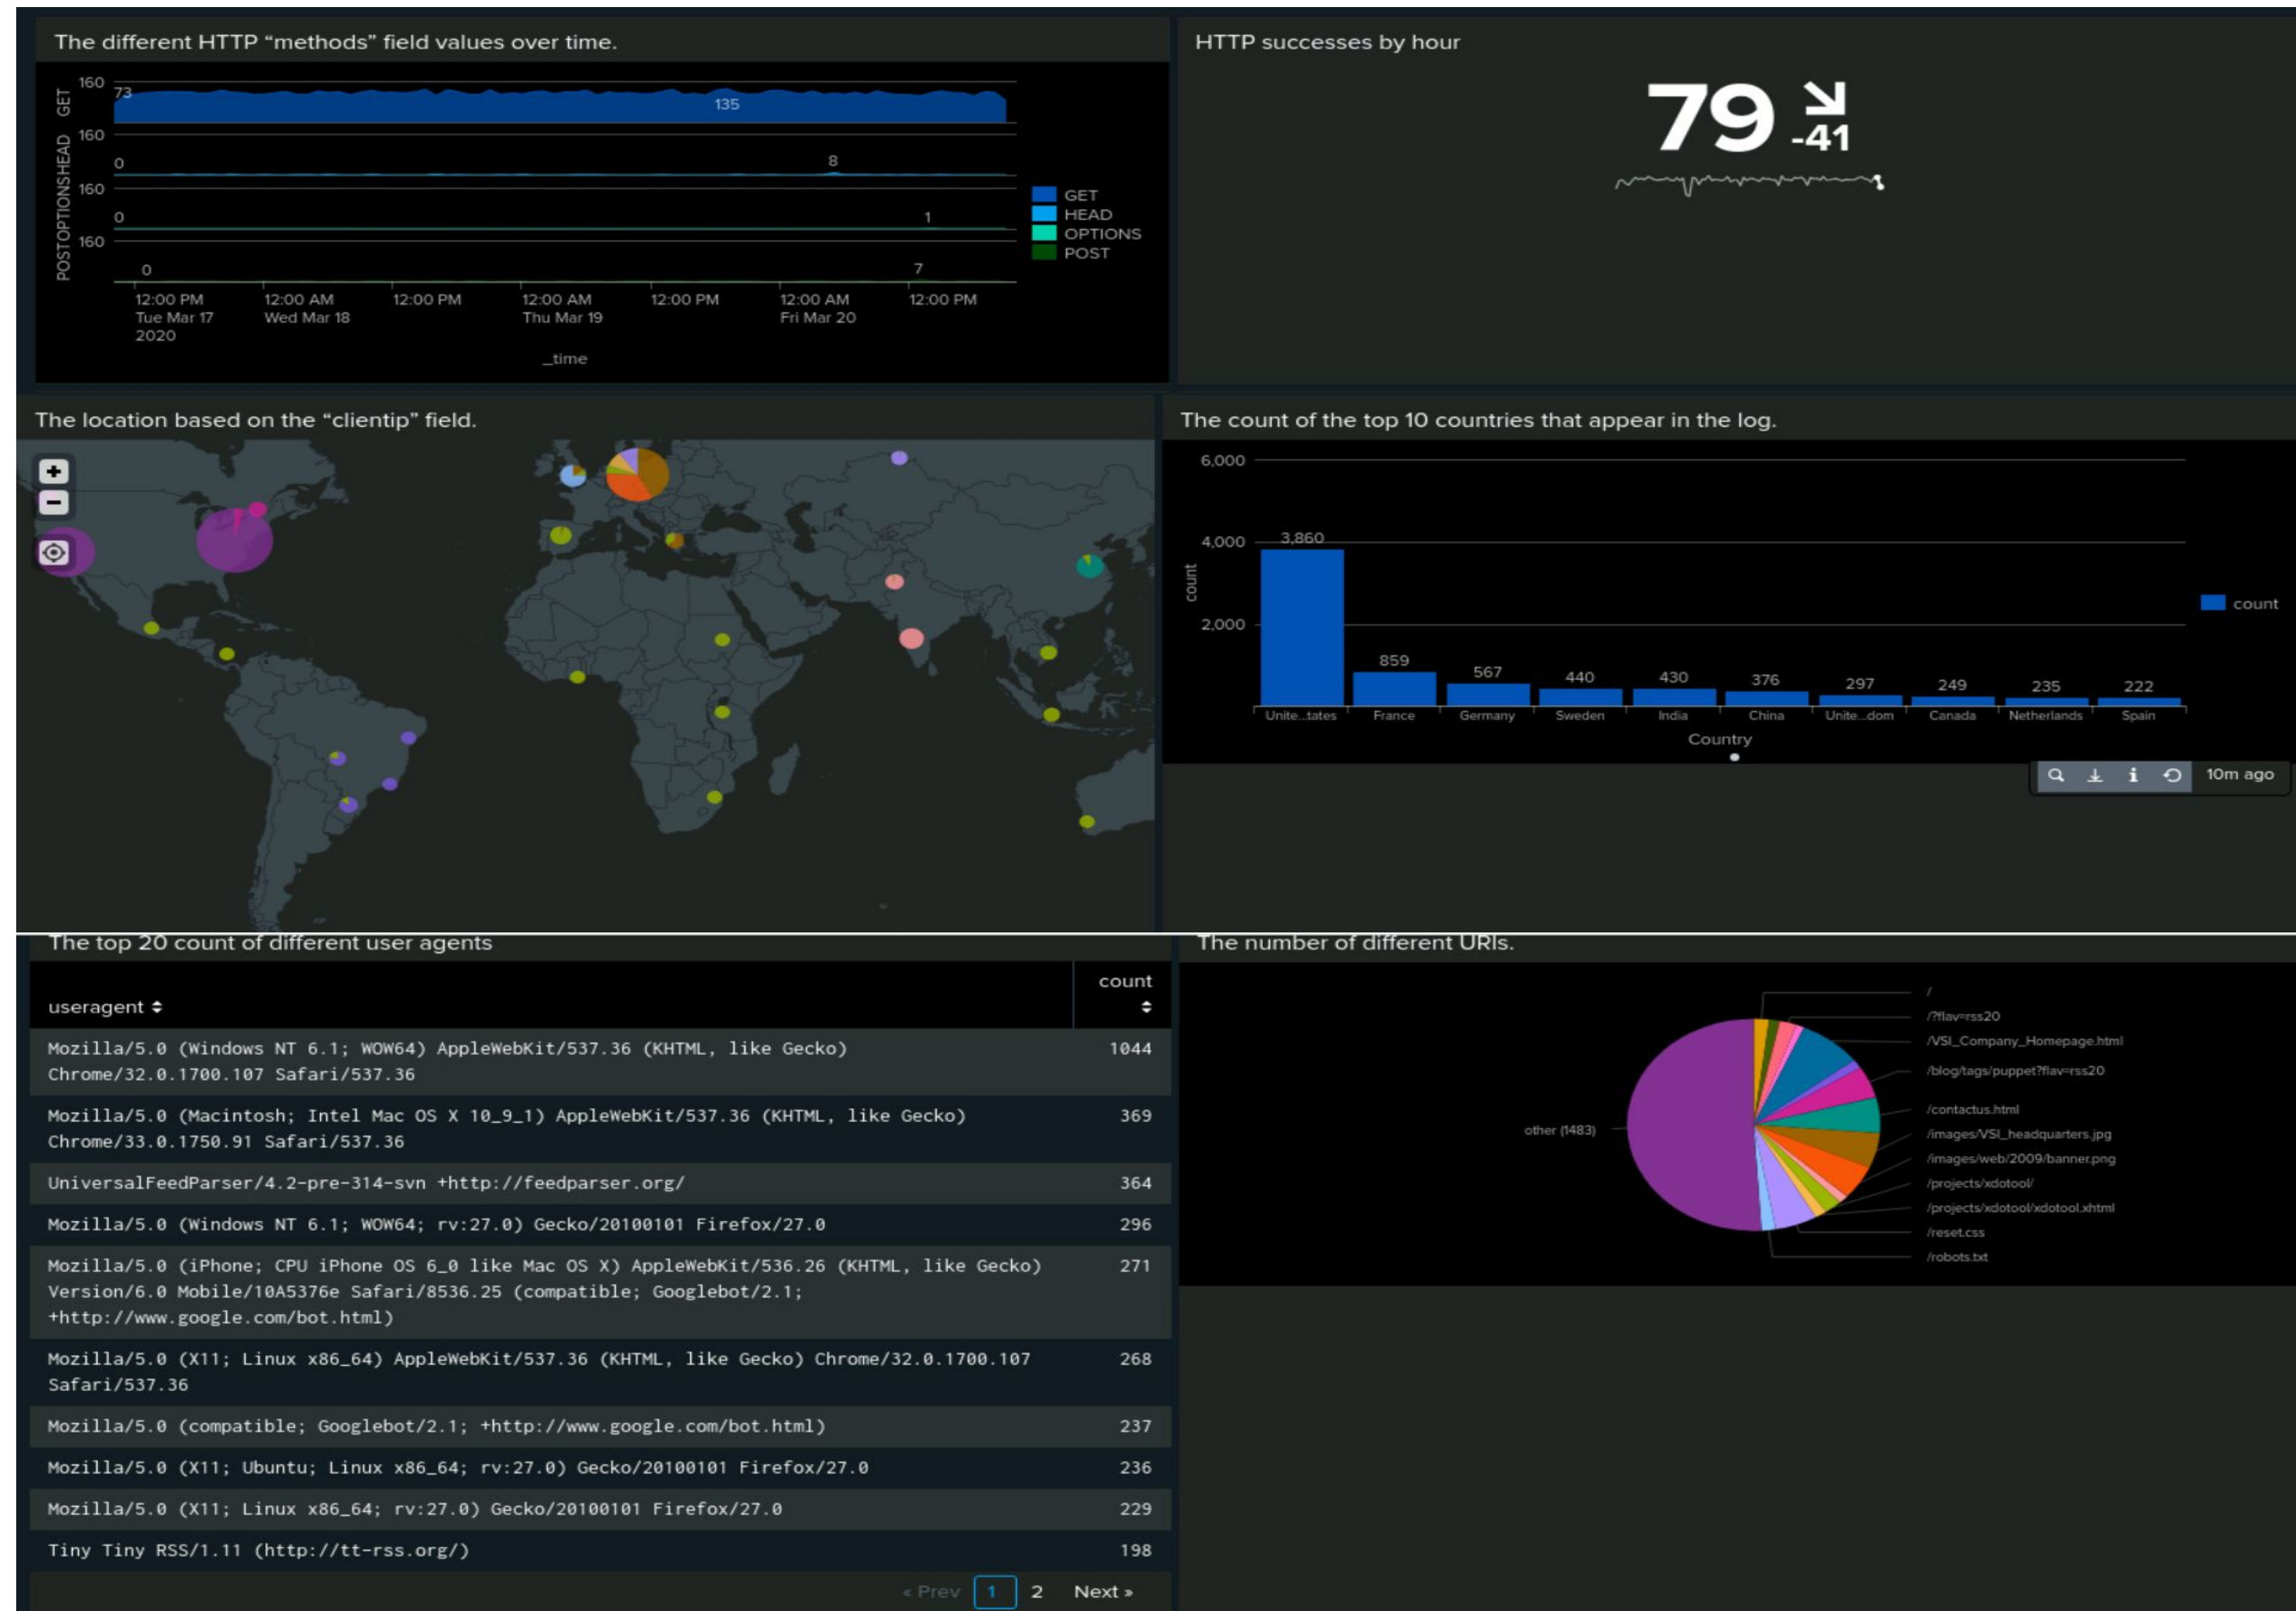 The different HTTP “methods” field values over time.
160
GET
73
135
160
HEAD
0
8
160
OPTIONS
0
1
160
POST
0
7
12:00 PM
Tue Mar 17
2020
12:00 AM
Wed Mar 18
12:00 PM
12:00 AM
Thu Mar 19
12:00 PM
12:00 AM
Fri Mar 20
12:00 PM
_time
GET
HEAD
OPTIONS
POST
HTTP successes by hour
79
-41
The location based on the “clientip” field.
+
-
The count of the top 10 countries that appear in the log.
6,000
4,000
2,000
count
3,860
859
567
440
430
376
297
249
235
222
Unite...tates
France
Germany
Sweden
India
China
Unite...dom
Canada
Netherlands
Spain
Country
count
10m ago
The top 20 count of different user agents
useragent
count
Mozilla/5.0 (Windows NT 6.1; WOW64) AppleWebKit/537.36 (KHTML, like Gecko)
Chrome/32.0.1700.107 Safari/537.36
1044
Mozilla/5.0 (Macintosh; Intel Mac OS X 10_9_1) AppleWebKit/537.36 (KHTML, like Gecko)
Chrome/33.0.1750.91 Safari/537.36
369
UniversalFeedParser/4.2-pre-314-svn +http://feedparser.org/
364
Mozilla/5.0 (Windows NT 6.1; WOW64; rv:27.0) Gecko/20100101 Firefox/27.0
296
Mozilla/5.0 (iPhone; CPU iPhone OS 6_0 like Mac OS X) AppleWebKit/536.26 (KHTML, like Gecko)
Version/6.0 Mobile/10A5376e Safari/8536.25 (compatible; Googlebot/2.1;
+http://www.google.com/bot.html)
271
Mozilla/5.0 (X11; Linux x86_64) AppleWebKit/537.36 (KHTML, like Gecko) Chrome/32.0.1700.107
Safari/537.36
268
Mozilla/5.0 (compatible; Googlebot/2.1; +http://www.google.com/bot.html)
237
Mozilla/5.0 (X11; Ubuntu; Linux x86_64; rv:27.0) Gecko/20100101 Firefox/27.0
236
Mozilla/5.0 (X11; Linux x86_64; rv:27.0) Gecko/20100101 Firefox/27.0
229
Tiny Tiny RSS/1.11 (http://tt-rss.org/)
198
« Prev 1 2 Next »
The number of different URIs.
other (1483)
/
/?flav=rss20
/VSI_Company_Homepage.html
/blog/tags/puppet?flav=rss20
/contactus.html
/images/VSI_headquarters.jpg
/images/web/2009/banner.png
/projects/xdotool/
/projects/xdotool/xdotool.xhtml
/reset.css
/robots.txt